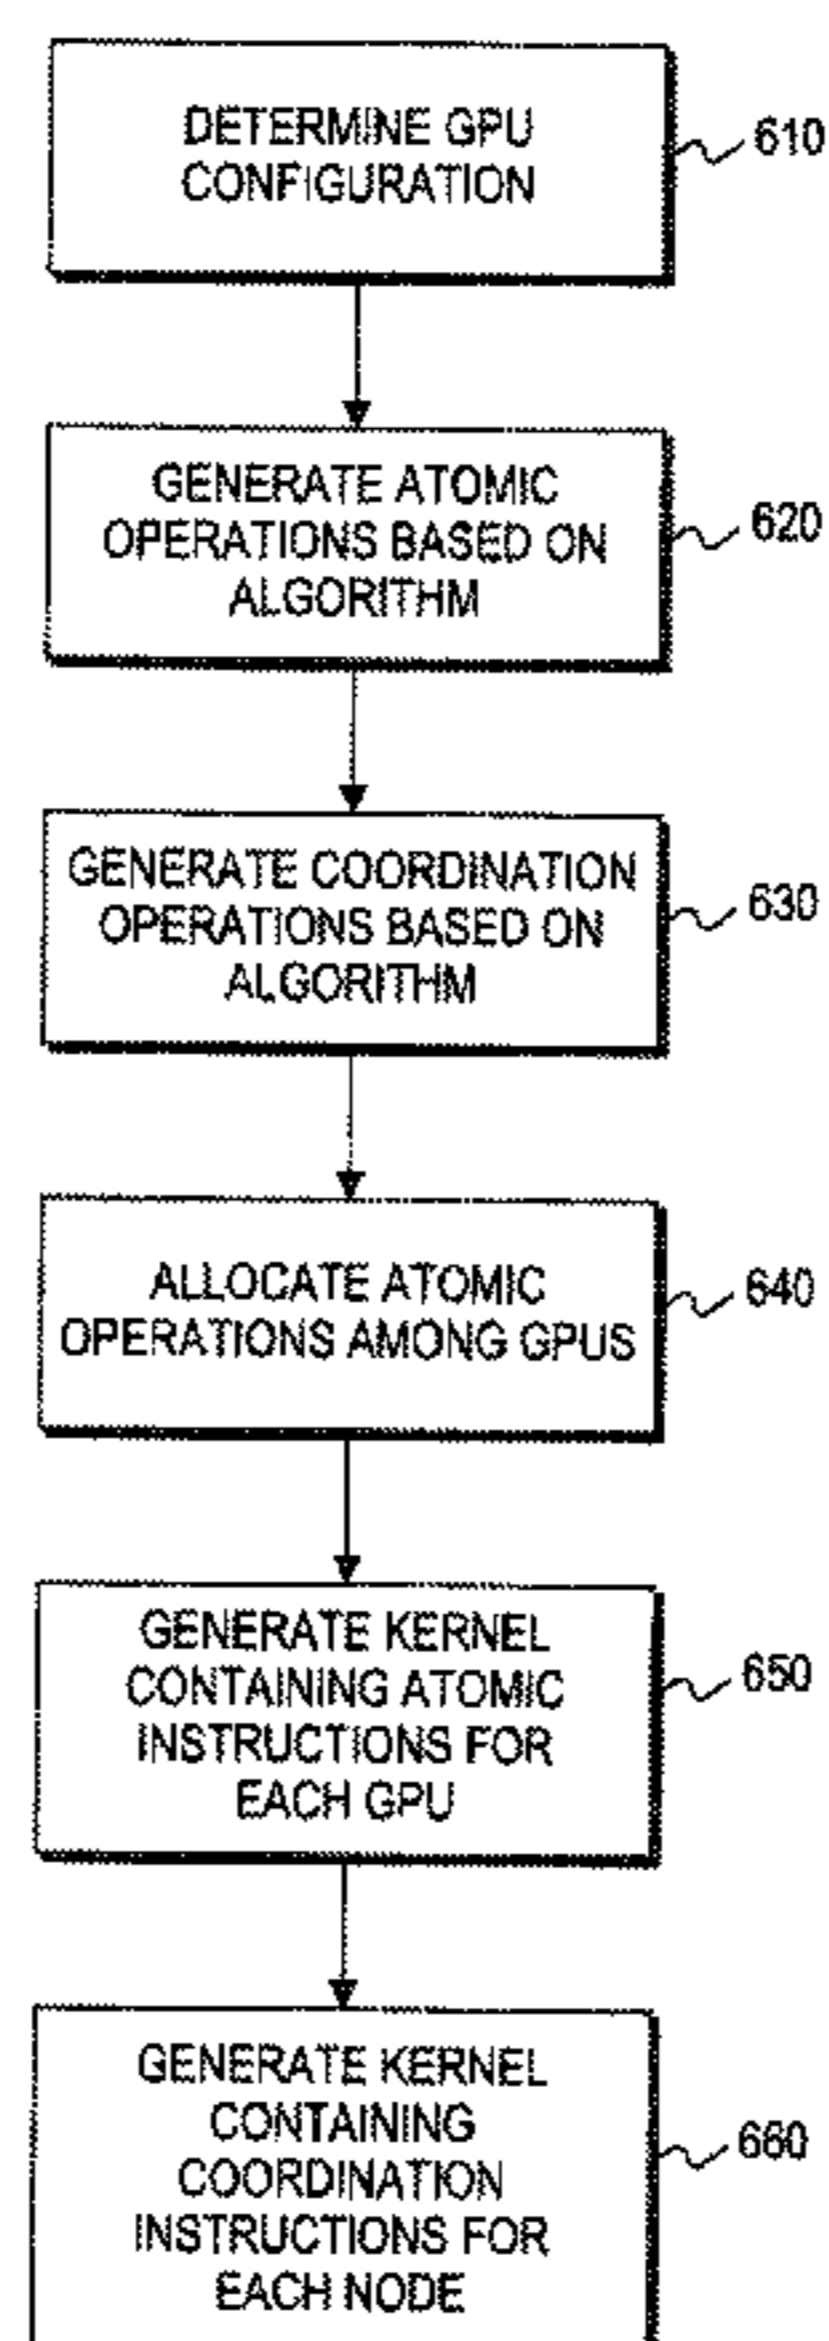 DETERMINE GPU
CONFIGURATION
610
GENERATE ATOMIC
OPERATIONS BASED ON
ALGORITHM
620
GENERATE COORDINATION
OPERATIONS BASED ON
ALGORITHM
630
ALLOCATE ATOMIC
OPERATIONS AMONG GPUS
640
GENERATE KERNEL
CONTAINING ATOMIC
INSTRUCTIONS FOR
EACH GPU
650
GENERATE KERNEL
CONTAINING
COORDINATION
INSTRUCTIONS FOR
EACH NODE
660